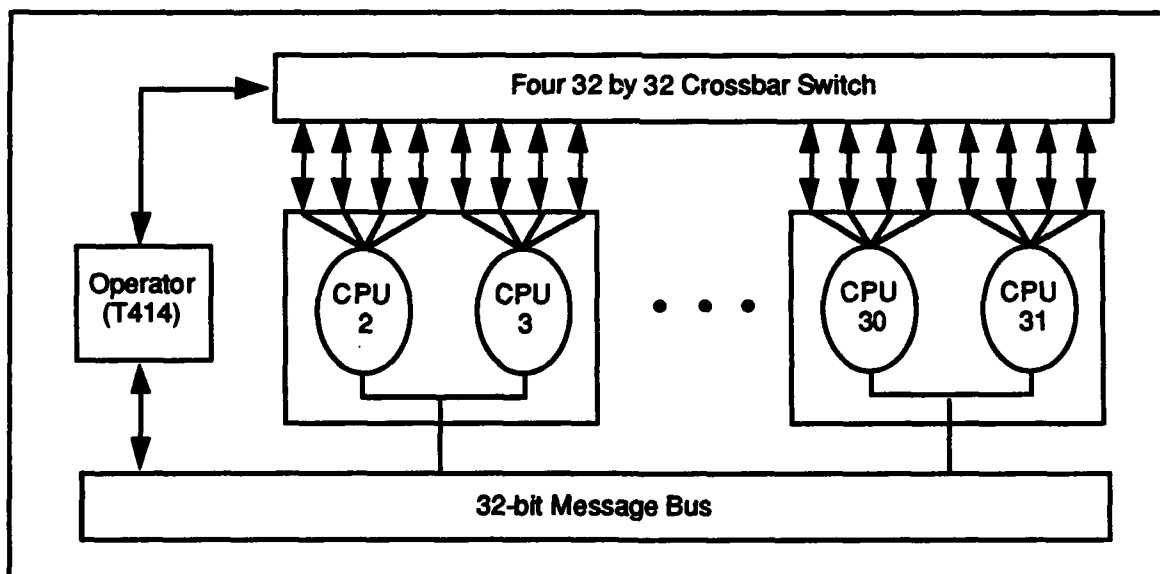 Four 32 by 32 Crossbar Switch
Operator
(T414)
CPU
2
CPU
3
CPU
30
CPU
31
32-bit Message Bus